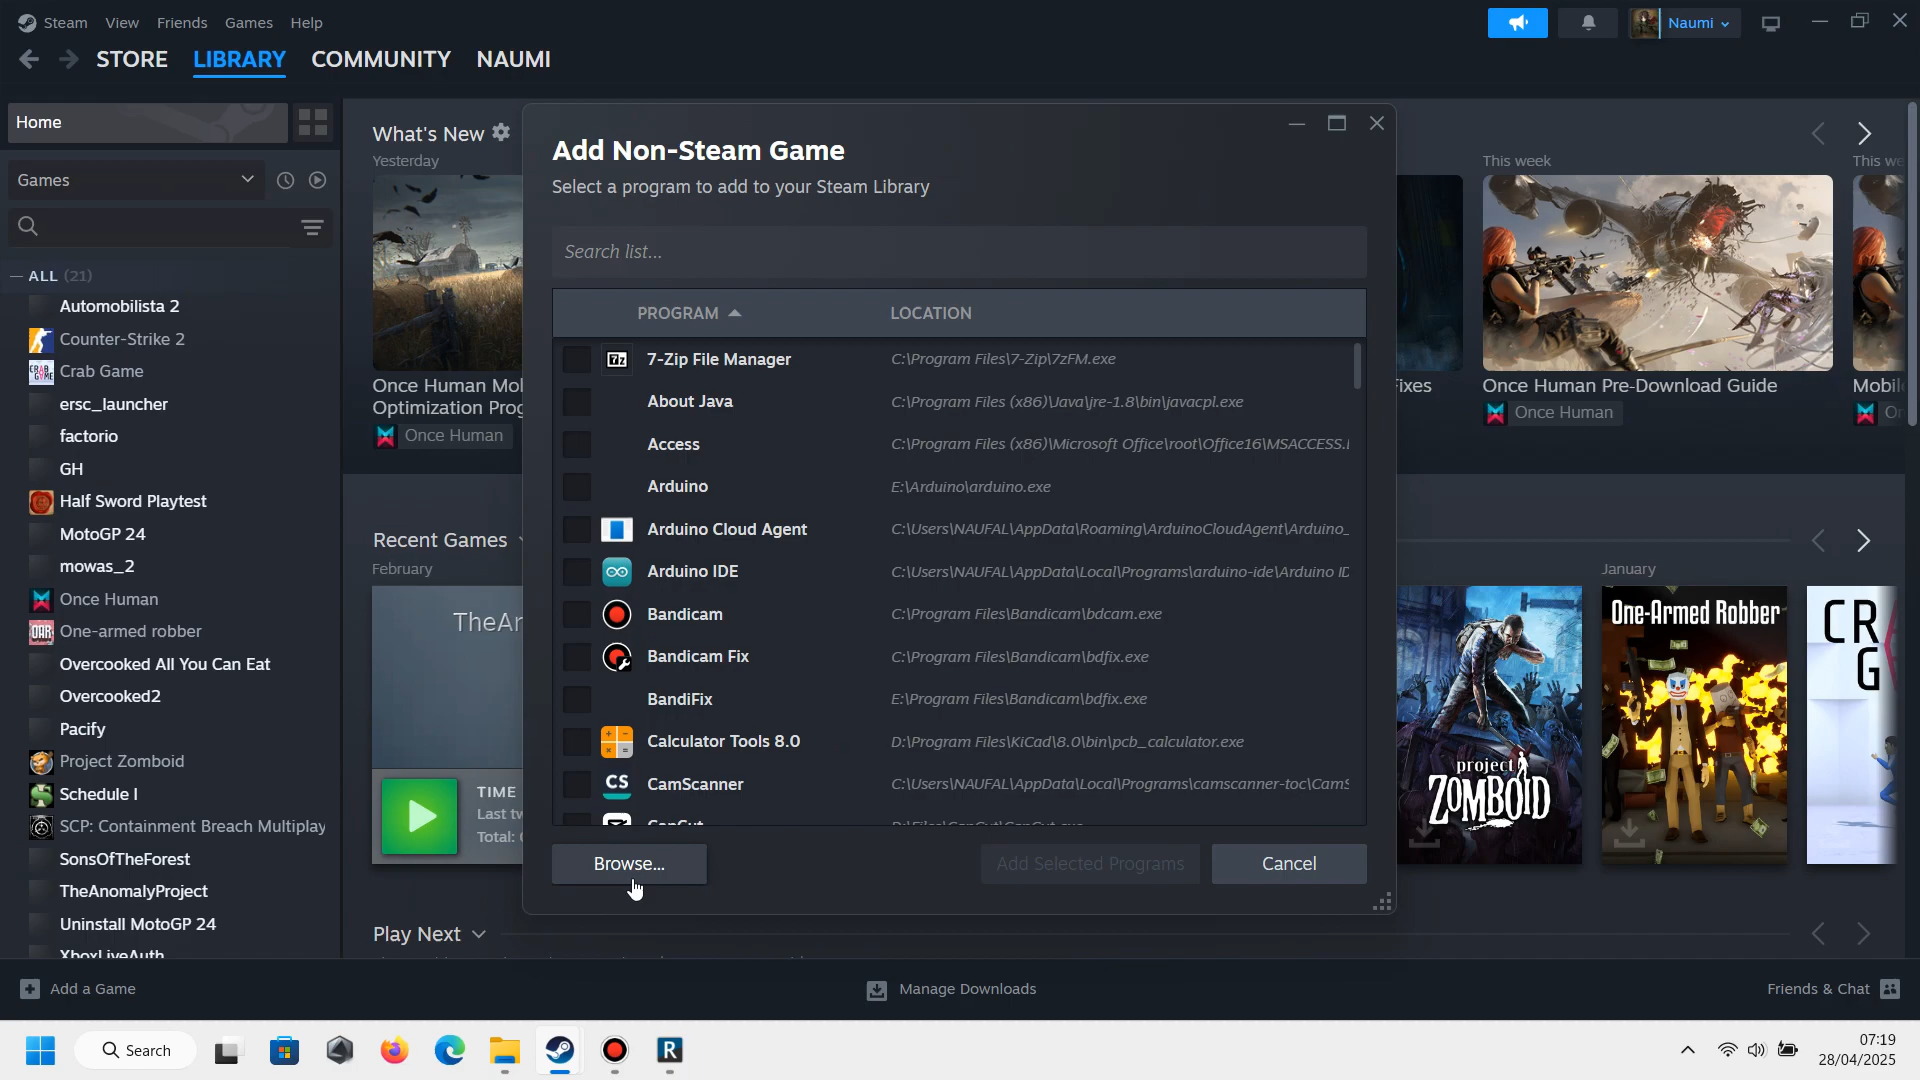 Steam View Friends Games Help
Naumi
STORE LIBRARY COMMUNITY NAUMI
Home
Games
ALL (21)
Automobilista 2
Counter-Strike 2
Crab Game
ersc_launcher
factorio
GH
Half Sword Playtest
MotoGP 24
mowas_2
Once Human
One-armed robber
Overcooked All You Can Eat
Overcooked2
Pacify
Project Zomboid
Schedule I
SCP: Containment Breach Multiplay
SonsOfTheForest
TheAnomalyProject
Uninstall MotoGP 24
XboxLiveAuth
What's New
Yesterday
Once Human Mol
Optimization Prog
Once Human
Recent Games
February
TheAr
TIME
Last tw
Total:
Play Next
Add Non-Steam Game
Select a program to add to your Steam Library
Search list...
PROGRAM LOCATION
7-Zip File Manager C:\Program Files\7-Zip\7zFM.exe
About Java C:\Program Files (x86)\Java\jre-1.8\bin\javacpl.exe
Access C:\Program Files (x86)\Microsoft Office\root\Office16\MSACCESS.
Arduino E:\Arduino\arduino.exe
Arduino Cloud Agent C:\Users\NAUFAL\AppData\Roaming\ArduinoCloudAgent\Arduino_
Arduino IDE C:\Users\NAUFAL\AppData\Local\Programs\arduino-ide\Arduino ID
Bandicam C:\Program Files\Bandicam\bdcam.exe
Bandicam Fix C:\Program Files\Bandicam\bdfix.exe
BandiFix E:\Program Files\Bandicam\bdfix.exe
Calculator Tools 8.0 D:\Program Files\KiCad\8.0\bin\pcb_calculator.exe
CS CamScanner C:\Users\NAUFAL\AppData\Local\Programs\camscanner-toc\CamS
CapCut
Browse... Add Selected Programs Cancel
This week
This we
ixes
Once Human Pre-Download Guide
Once Human
Mobil
January
project ZOMBOID
One-Armed Robber
CR
G
Add a Game Manage Downloads Friends & Chat
Search
07:19
28/04/2025